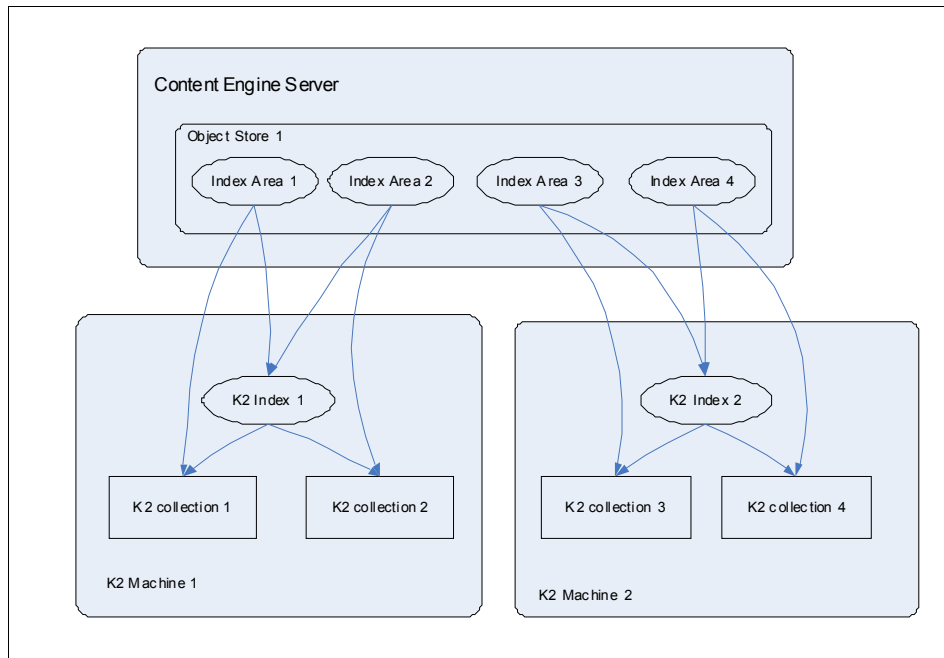 Content Engine Server
Object Store 1
Index Area 1
Index Area 2
Index Area 3
Index Area 4
K2 Index 1
K2 Index 2
K2 collection 1
K2 collection 2
K2 collection 3
K2 collection 4
K2 Machine 1
K2 Machine 2